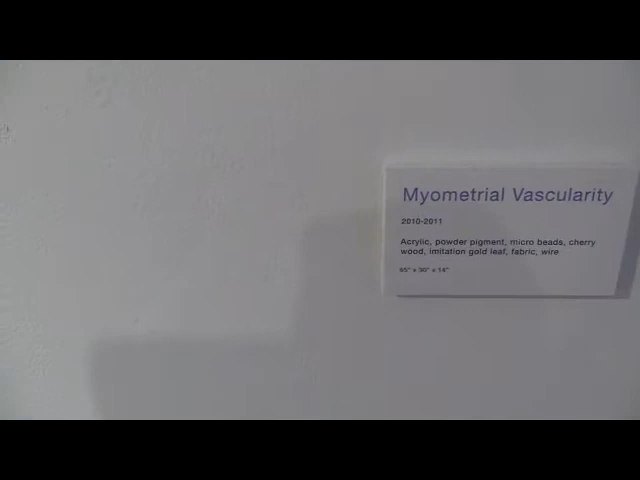 Myometrial Vascularity
2010-2011
Acrylic, powder pigment, micro beads, cherry
wood, imitation gold leaf, fabric, wire